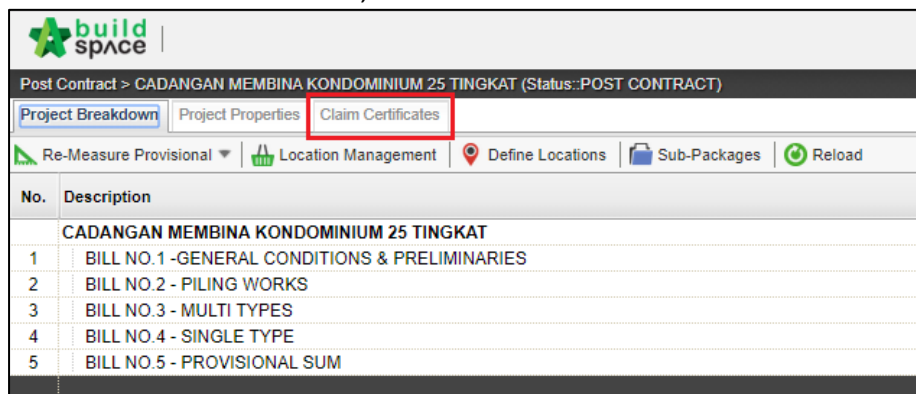 build
space
Post Contract > CADANGAN MEMBINA KONDOMINIUM 25 TINGKAT (Status::POST CONTRACT)
Project Breakdown Project Properties Claim Certificates
Re-Measure Provisional Location Management Define Locations Sub-Packages Reload
No. Description
CADANGAN MEMBINA KONDOMINIUM 25 TINGKAT
1 BILL NO.1 -GENERAL CONDITIONS & PRELIMINARIES
2 BILL NO.2 - PILING WORKS
3 BILL NO.3 - MULTI TYPES
4 BILL NO.4 - SINGLE TYPE
5 BILL NO.5 - PROVISIONAL SUM